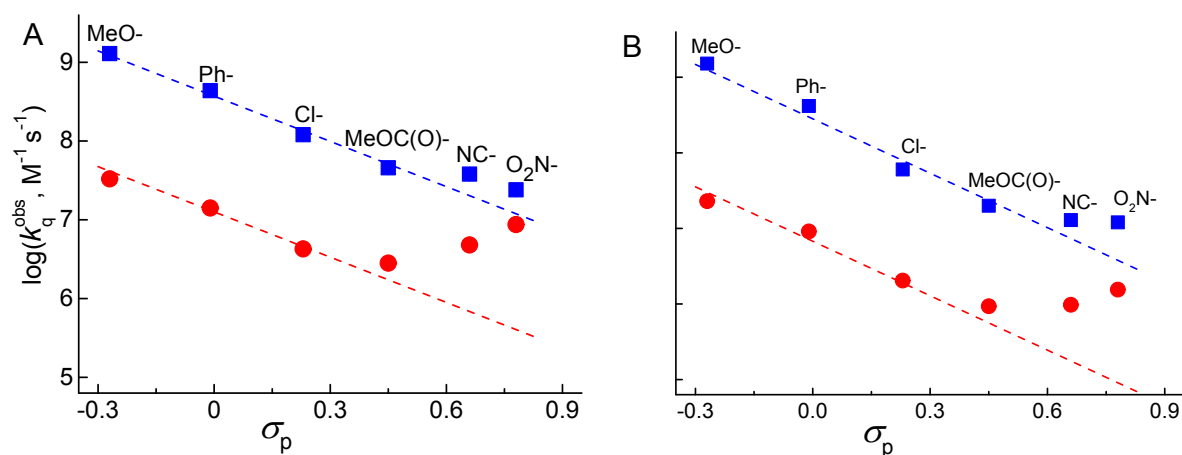 A
MeO-
Ph-
Cl-
MeOC(O)-
NC-
O₂N-
9
8
7
6
5
log(k_q^obs, M⁻¹ s⁻¹)
-0.3
0
0.3
0.6
0.9
σₚ
B
MeO-
Ph-
Cl-
MeOC(O)-
NC-
O₂N-
-0.3
0.0
0.3
0.6
0.9
σₚ